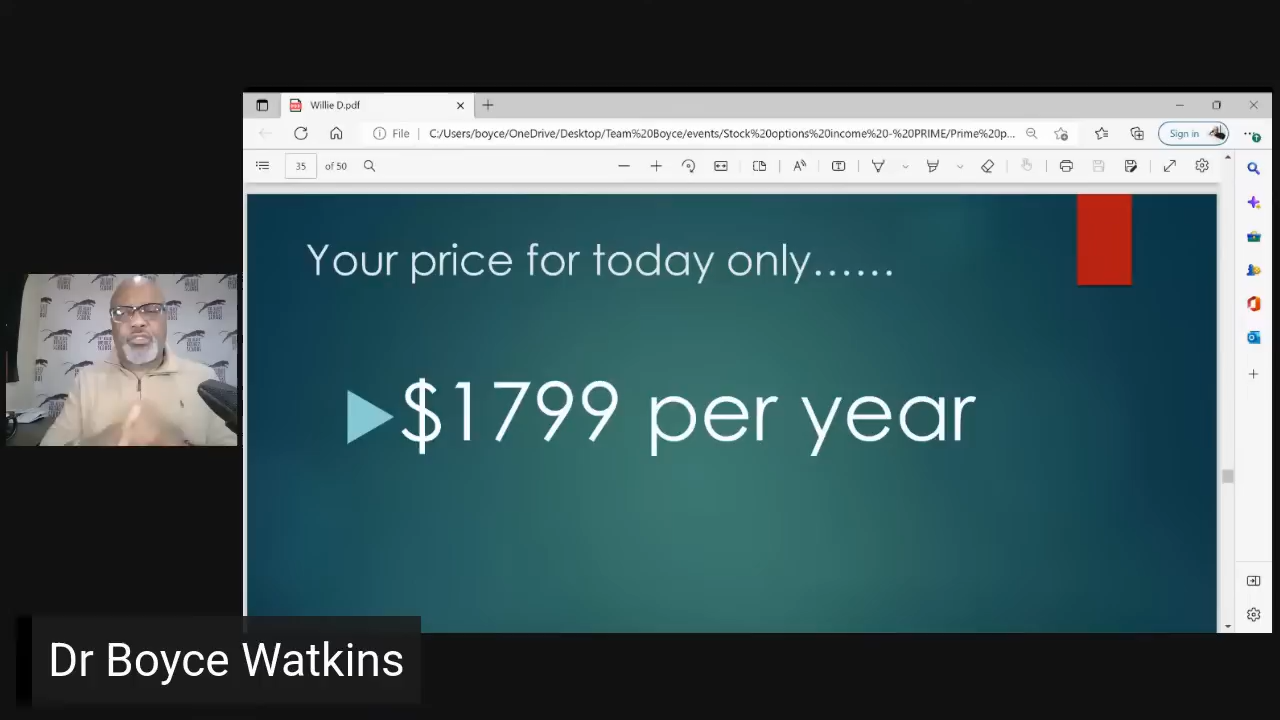 Willie D.pdf
File
C:/Users/boyce/OneDrive/Desktop/Team%20Boyce/events/Stock%20options%20income%20-%20PRIME/Prime%20p...
Sign in
35 of 50
Your price for today only......
$1799 per year
Dr Boyce Watkins